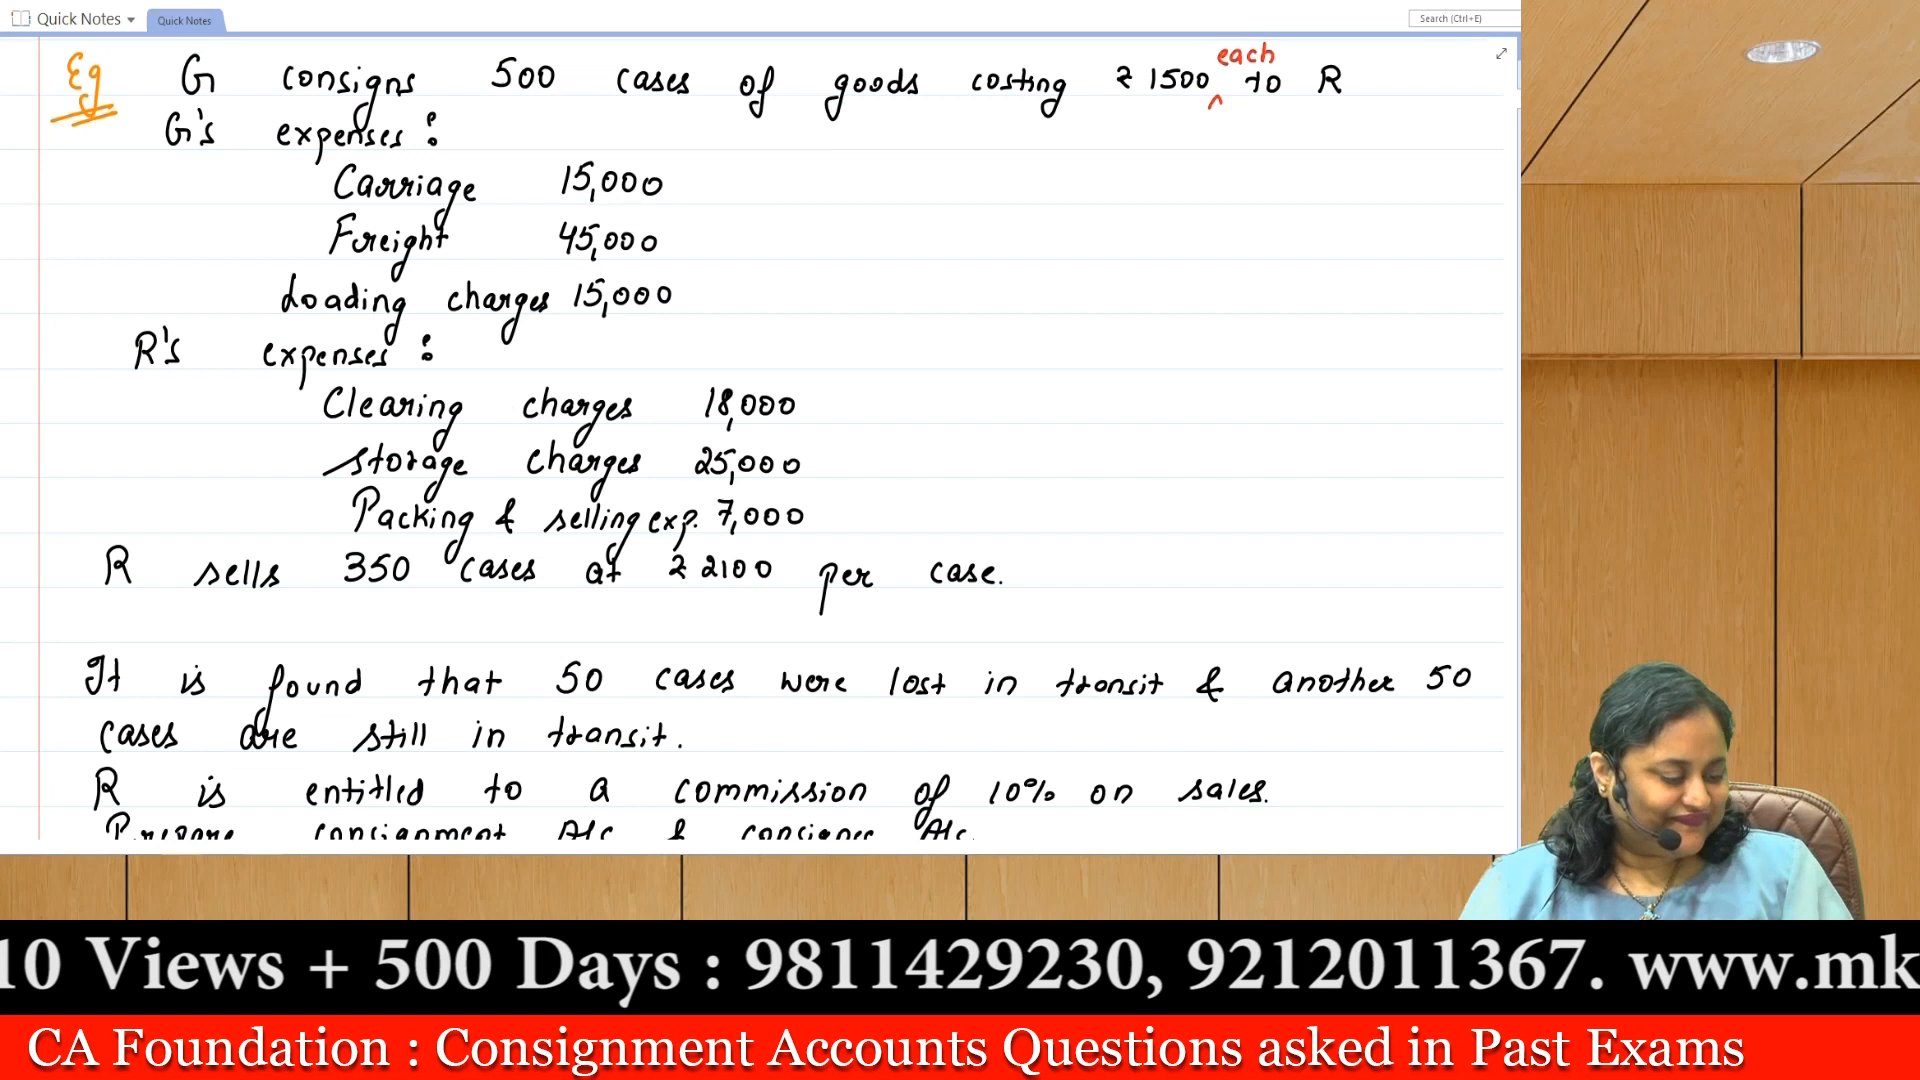 Quick Notes
Quick Notes
Search (Ctrl+E)
Eg G consigns 500 cases of goods costing ₹ 1500 each to R
G's expenses :
Carriage 15,000
Freight 45,000
Loading charges 15,000
R's expenses :
Clearing charges 18,000
Storage charges 25,000
Packing & selling exp. 7,000
R sells 350 cases at ₹ 2100 per case.
It is found that 50 cases were lost in transit & another 50
cases are still in transit.
R is entitled to a commission of 10% on sales.
Prepare consignment A/c & consignee A/c
10 Views + 500 Days : 9811429230, 9212011367. www.mk
CA Foundation : Consignment Accounts Questions asked in Past Exams